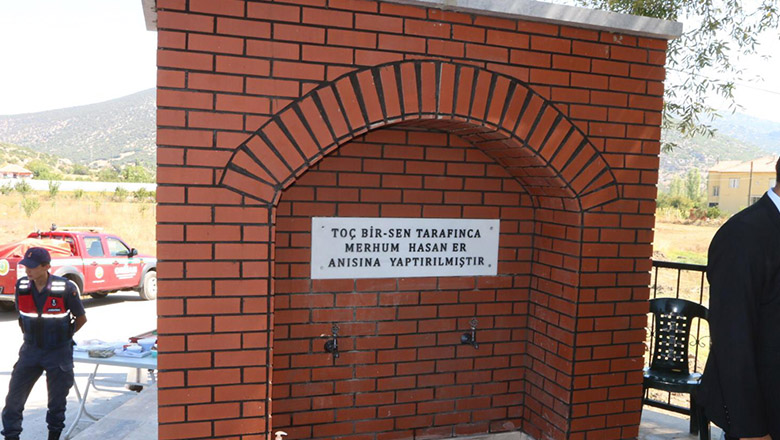 TOÇ BİR-SEN TARAFINCA
MERHUM HASAN ER
ANISINA YAPTIRILMIŞTIR